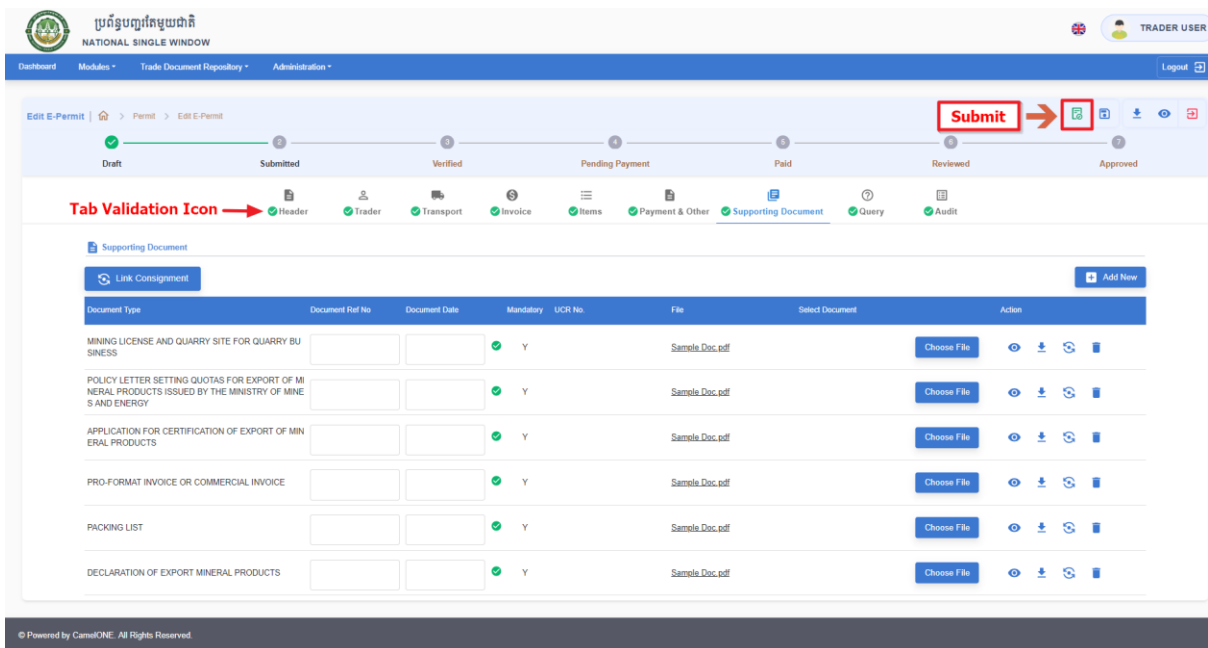 ប្រព័ន្ធបញ្ជរតែមួយជាតិ
NATIONAL SINGLE WINDOW
TRADER USER
Dashboard Modules Trade Document Repository Administration Logout
Edit E-Permit | > Permit > Edit E-Permit
Submit
2 3 4 5 6 7
Draft Submitted Verified Pending Payment Paid Reviewed Approved
Tab Validation Icon
Header Trader Transport Invoice Items Payment & Other Supporting Document Query Audit
Supporting Document
Link Consignment
Add New
Document Type Document Ref No Document Date Mandatory UCR No. File Select Document Action
MINING LICENSE AND QUARRY SITE FOR QUARRY BU
SINESS
Y Sample Doc.pdf Choose File
POLICY LETTER SETTING QUOTAS FOR EXPORT OF MI
NERAL PRODUCTS ISSUED BY THE MINISTRY OF MINE
S AND ENERGY
Y Sample Doc.pdf Choose File
APPLICATION FOR CERTIFICATION OF EXPORT OF MIN
ERAL PRODUCTS
Y Sample Doc.pdf Choose File
PRO-FORMAT INVOICE OR COMMERCIAL INVOICE Y Sample Doc.pdf Choose File
PACKING LIST Y Sample Doc.pdf Choose File
DECLARATION OF EXPORT MINERAL PRODUCTS Y Sample Doc.pdf Choose File
© Powered by CamelONE. All Rights Reserved.